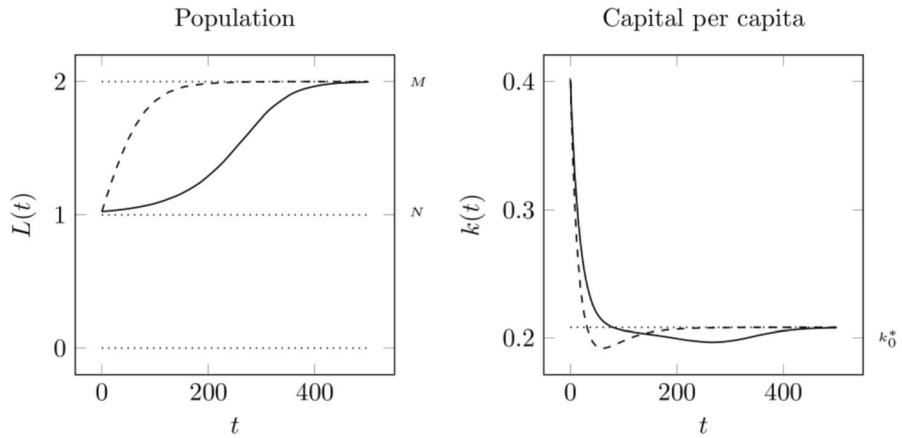 Population
2
1
0
L(t)
M
N
0
200
400
t
Capital per capita
0.4
0.3
0.2
k(t)
k₀*
0
200
400
t